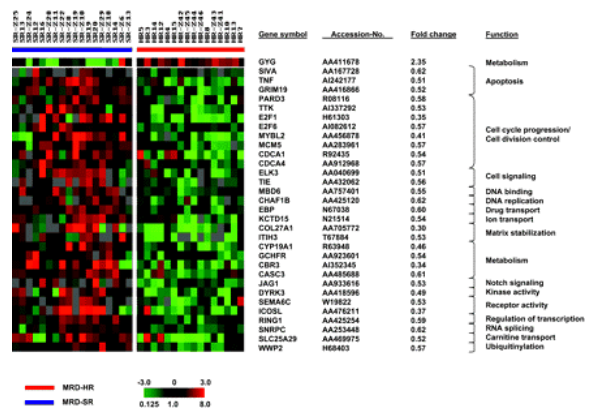 Gene symbol Accession-No. Fold change Function
GYG AA411678 2.35 Metabolism
SIVA AA167728 0.62
TNF AI242177 0.51 Apoptosis
GRIM19 AA416866 0.52
PARD3 R08116 0.58
TTK AI337292 0.53
E2F1 H61303 0.35
E2F6 AI082612 0.57 Cell cycle progression/
MYBL2 AA456878 0.41 Cell division control
MCM5 AA283961 0.57
CDCA1 R92435 0.54
CDCA4 AA912968 0.57
ELK3 AA040699 0.51 Cell signaling
TIE AA432062 0.56
MBD6 AA757401 0.55 DNA binding
CHAF1B AA425120 0.62 DNA replication
EBP N67038 0.60 Drug transport
KCTD15 N21514 0.54 Ion transport
COL27A1 AA705772 0.30 Matrix stabilization
ITIH3 T67884 0.53
CYP19A1 R63948 0.46
GCHFR AA923601 0.54 Metabolism
CBR3 AI352345 0.34
CASC3 AA485688 0.61
JAG1 AA933616 0.53 Notch signaling
DYRK3 AA418596 0.49 Kinase activity
SEMA6C W19822 0.53 Receptor activity
ICOSL AA476211 0.37
RING1 AA425254 0.59 Regulation of transcription
SNRPC AA253448 0.62 RNA splicing
SLC25A29 AA469975 0.52 Carnitine transport
WWP2 H68403 0.57 Ubiquitinylation
MRD-HR -3.0 0 3.0
MRD-SR 0.125 1.0 8.0